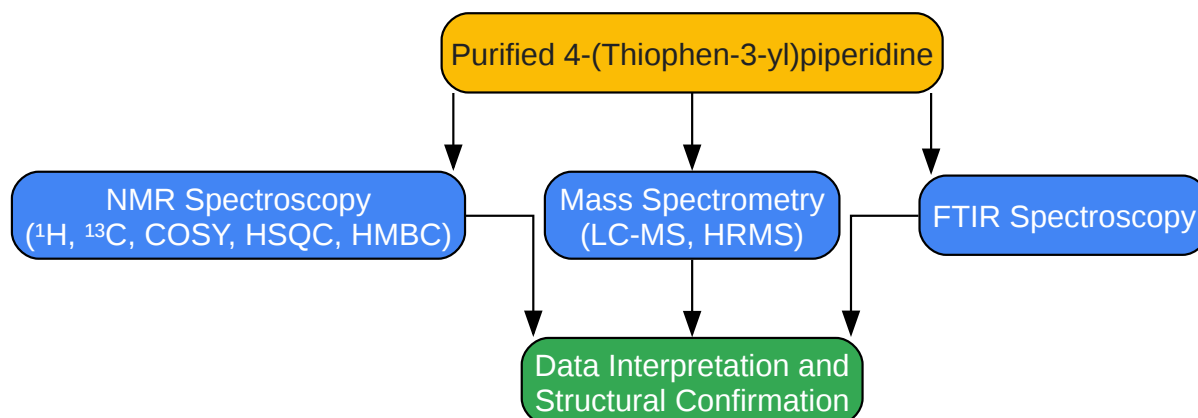 Purified 4-(Thiophen-3-yl)piperidine
NMR Spectroscopy
(¹H, ¹³C, COSY, HSQC, HMBC)
Mass Spectrometry
(LC-MS, HRMS)
FTIR Spectroscopy
Data Interpretation and
Structural Confirmation